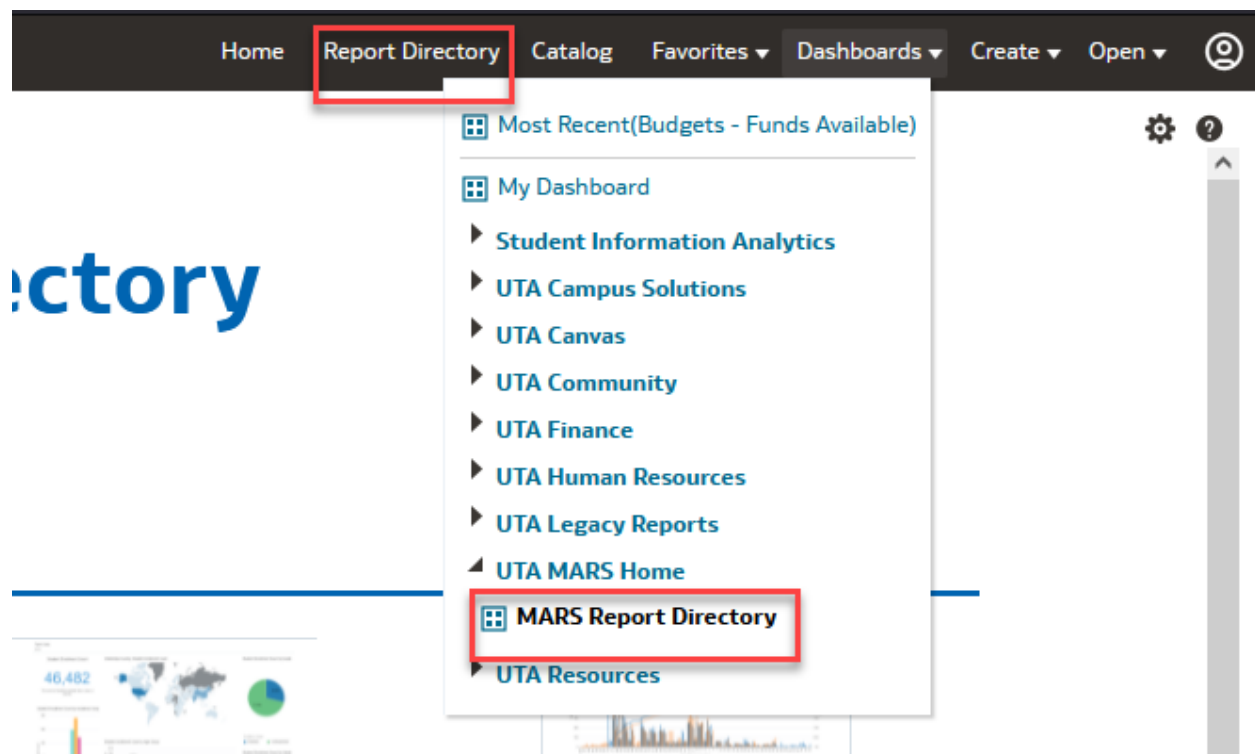 Home Report Directory Catalog Favorites Dashboards Create Open
Most Recent(Budgets - Funds Available)
My Dashboard
Student Information Analytics
ectory
UTA Campus Solutions
UTA Canvas
UTA Community
UTA Finance
UTA Human Resources
UTA Legacy Reports
UTA MARS Home
MARS Report Directory
UTA Resources
46,482